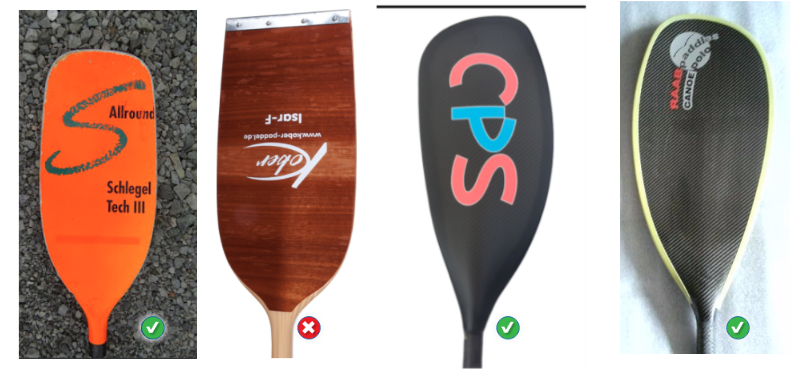 Allround
Schlegel
Tech III
Isar-F
www.kober-paddel.de
Kober
CPS
RAAB paddles
CANOE polo